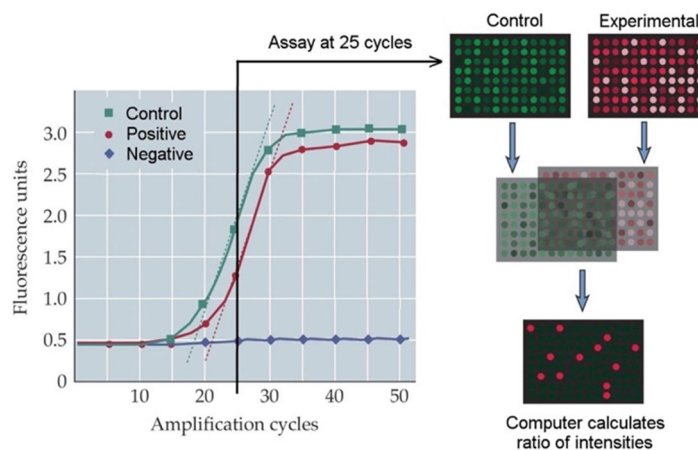 Control
Experimental
Assay at 25 cycles
Control
Positive
Negative
Fluorescence units
3.0
2.5
2.0
1.5
1.0
0.5
0
10
20
30
40
50
Amplification cycles
Computer calculates
ratio of intensities